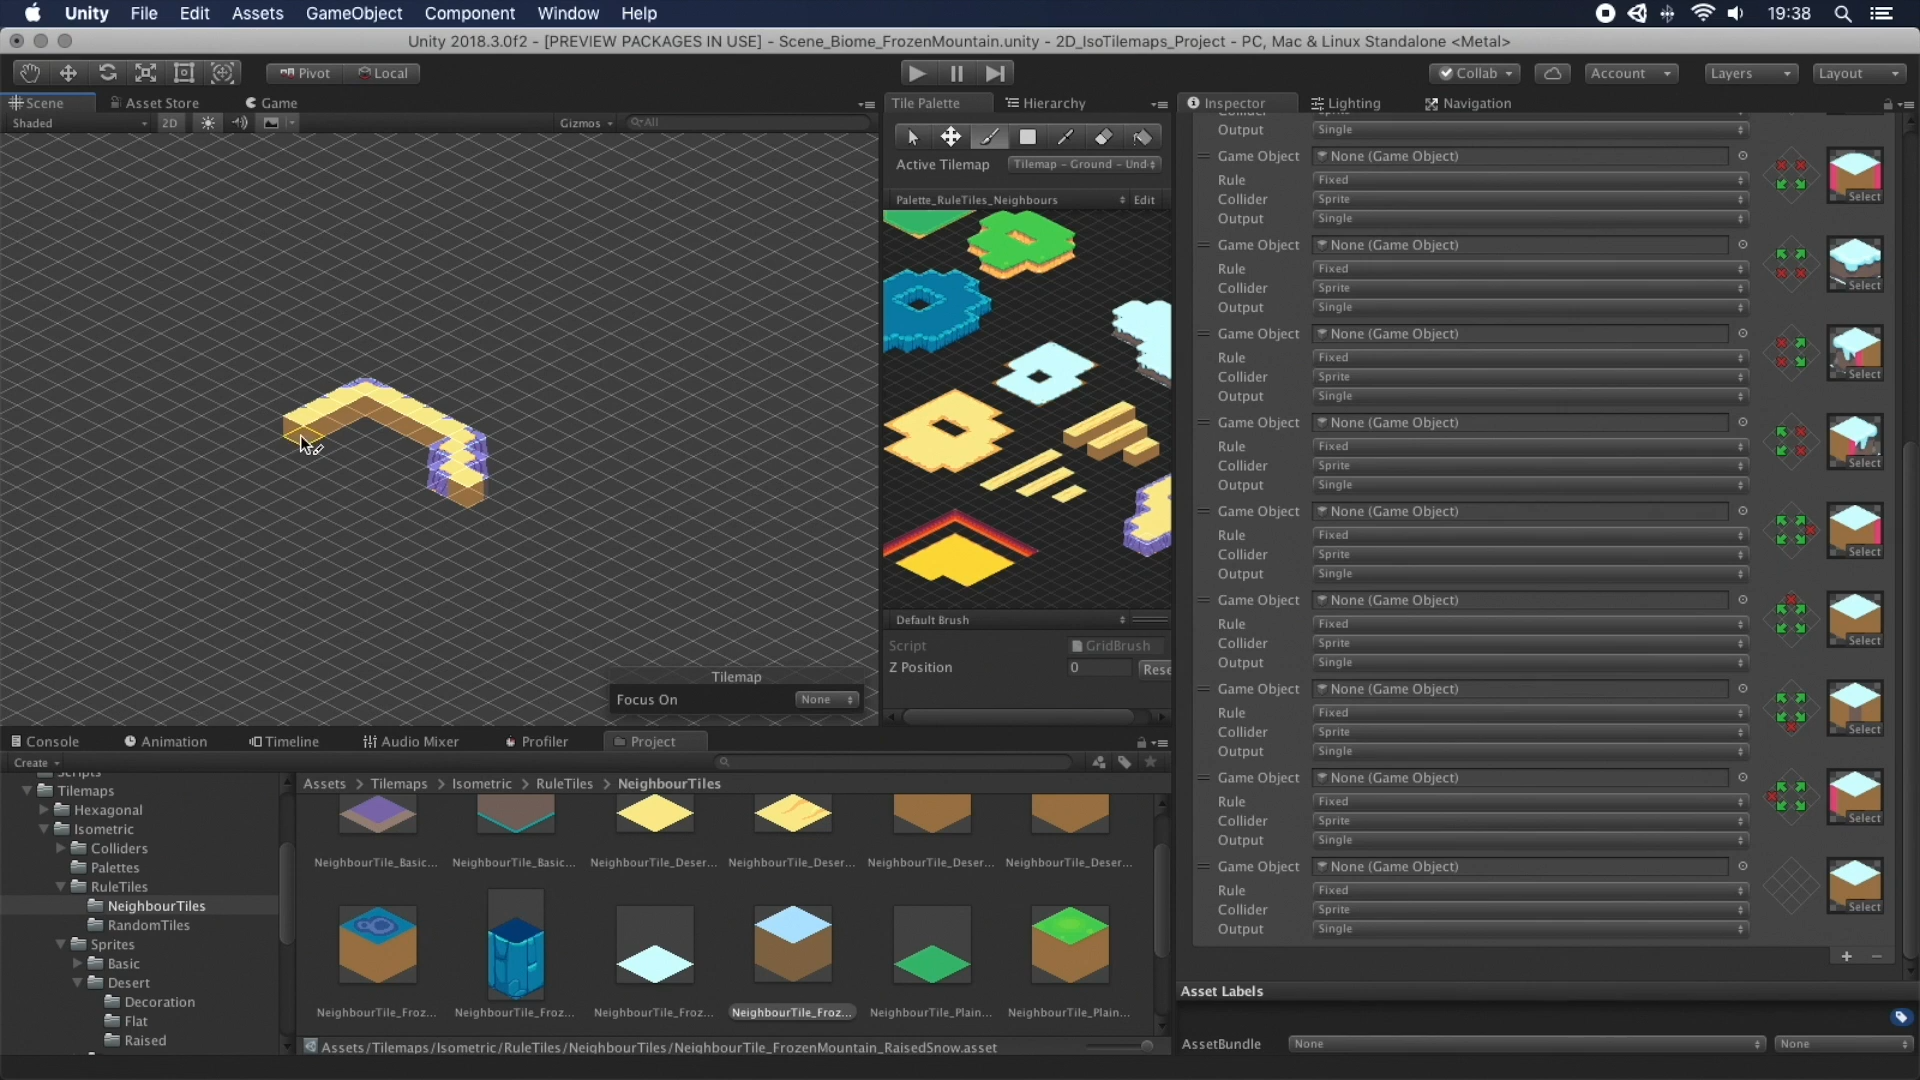 Unity File Edit Assets GameObject Component Window Help 19:38
Unity 2018.3.0f2 - [PREVIEW PACKAGES IN USE] - Scene_Biome_FrozenMountain.unity - 2D_IsoTilemaps_Project - PC, Mac & Linux Standalone <Metal>
Pivot Local Collab Account Layers Layout
Scene Asset Store Game
Shaded 2D Gizmos All
Tile Palette Hierarchy
Active Tilemap Tilemap - Ground - Und
Palette_RuleTiles_Neighbours Edit
Default Brush
Script GridBrush
Z Position 0 Rese
Tilemap
Focus On None
Inspector Lighting Navigation
Output Single
Game Object None (Game Object)
Rule Fixed
Collider Sprite Select
Output Single
Game Object None (Game Object)
Rule Fixed
Collider Sprite Select
Output Single
Game Object None (Game Object)
Rule Fixed
Collider Sprite Select
Output Single
Game Object None (Game Object)
Rule Fixed
Collider Sprite Select
Output Single
Game Object None (Game Object)
Rule Fixed
Collider Sprite Select
Output Single
Game Object None (Game Object)
Rule Fixed
Collider Sprite Select
Output Single
Game Object None (Game Object)
Rule Fixed
Collider Sprite Select
Output Single
Game Object None (Game Object)
Rule Fixed
Collider Sprite Select
Output Single
Game Object None (Game Object)
Rule Fixed
Collider Sprite Select
Output Single
Asset Labels
AssetBundle None None
Console Animation Timeline Audio Mixer Profiler Project
Create
Scripts
Tilemaps
Hexagonal
Isometric
Colliders
Palettes
RuleTiles
NeighbourTiles
RandomTiles
Sprites
Basic
Desert
Decoration
Flat
Raised
Assets > Tilemaps > Isometric > RuleTiles > NeighbourTiles
NeighbourTile_Basic... NeighbourTile_Basic... NeighbourTile_Deser... NeighbourTile_Deser... NeighbourTile_Deser... NeighbourTile_Deser...
NeighbourTile_Froz... NeighbourTile_Froz... NeighbourTile_Froz... NeighbourTile_Froz... NeighbourTile_Plain... NeighbourTile_Plain...
Assets/Tilemaps/Isometric/RuleTiles/NeighbourTiles/NeighbourTile_FrozenMountain_RaisedSnow.asset